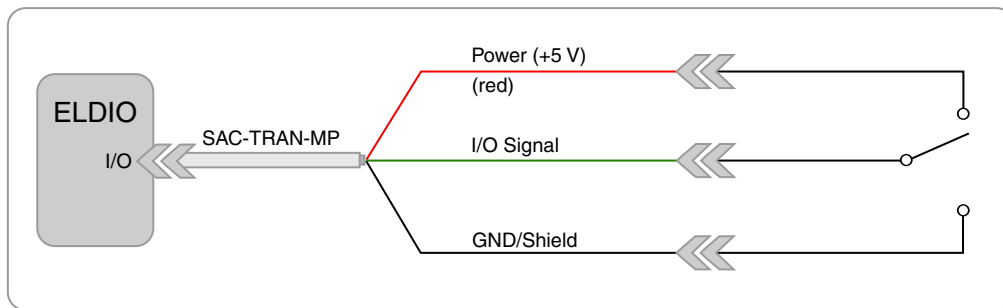 Power (+5 V)
(red)
ELDIO
SAC-TRAN-MP
I/O Signal
I/O
GND/Shield